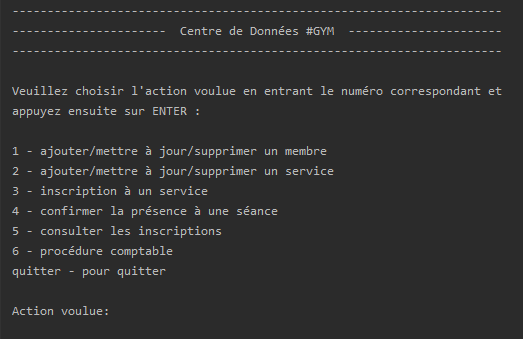 ----------------------------------------------------------------------
----------------------  Centre de Données #GYM  ----------------------
----------------------------------------------------------------------
Veuillez choisir l'action voulue en entrant le numéro correspondant et
appuyez ensuite sur ENTER :
1 - ajouter/mettre à jour/supprimer un membre
2 - ajouter/mettre à jour/supprimer un service
3 - inscription à un service
4 - confirmer la présence à une séance
5 - consulter les inscriptions
6 - procédure comptable
quitter - pour quitter
Action voulue: